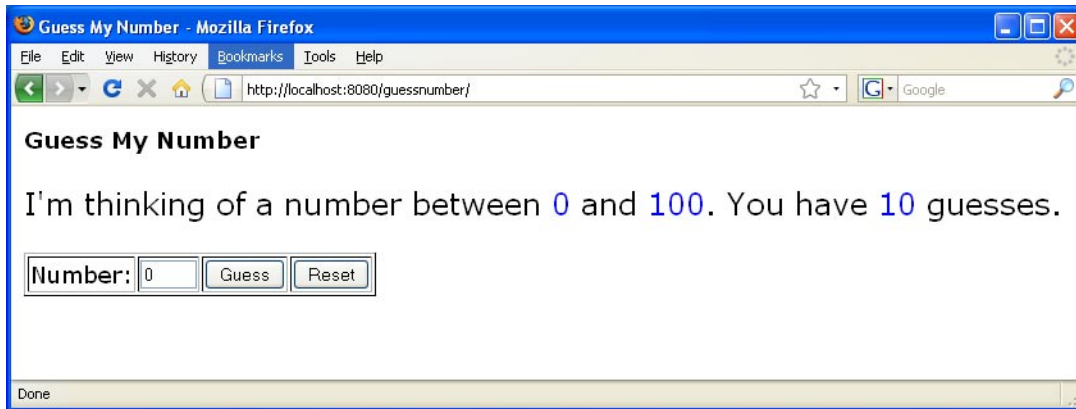 Guess My Number - Mozilla Firefox
File Edit View History Bookmarks Tools Help
http://localhost:8080/guessnumber/ G Google
Guess My Number
I'm thinking of a number between 0 and 100. You have 10 guesses.
Number: 0 Guess Reset
Done